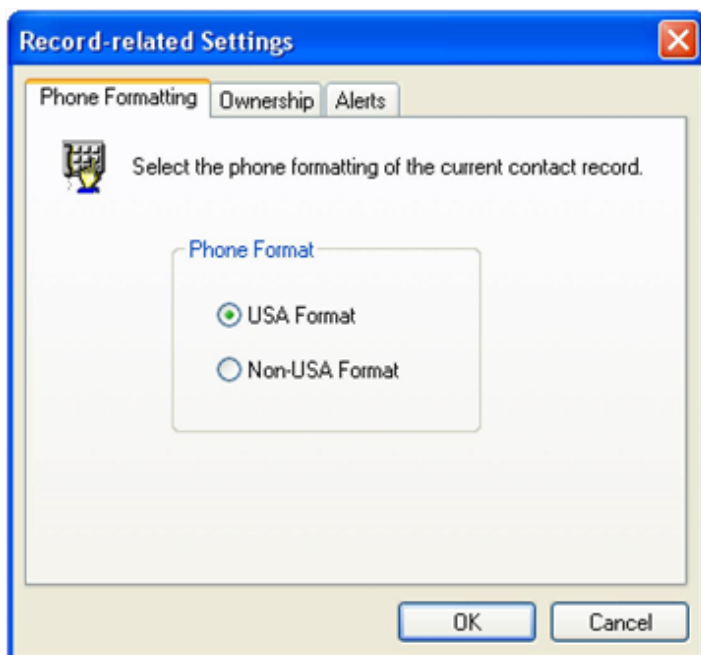 Record-related Settings
Phone Formatting Ownership Alerts
Select the phone formatting of the current contact record.
Phone Format
USA Format
Non-USA Format
OK Cancel